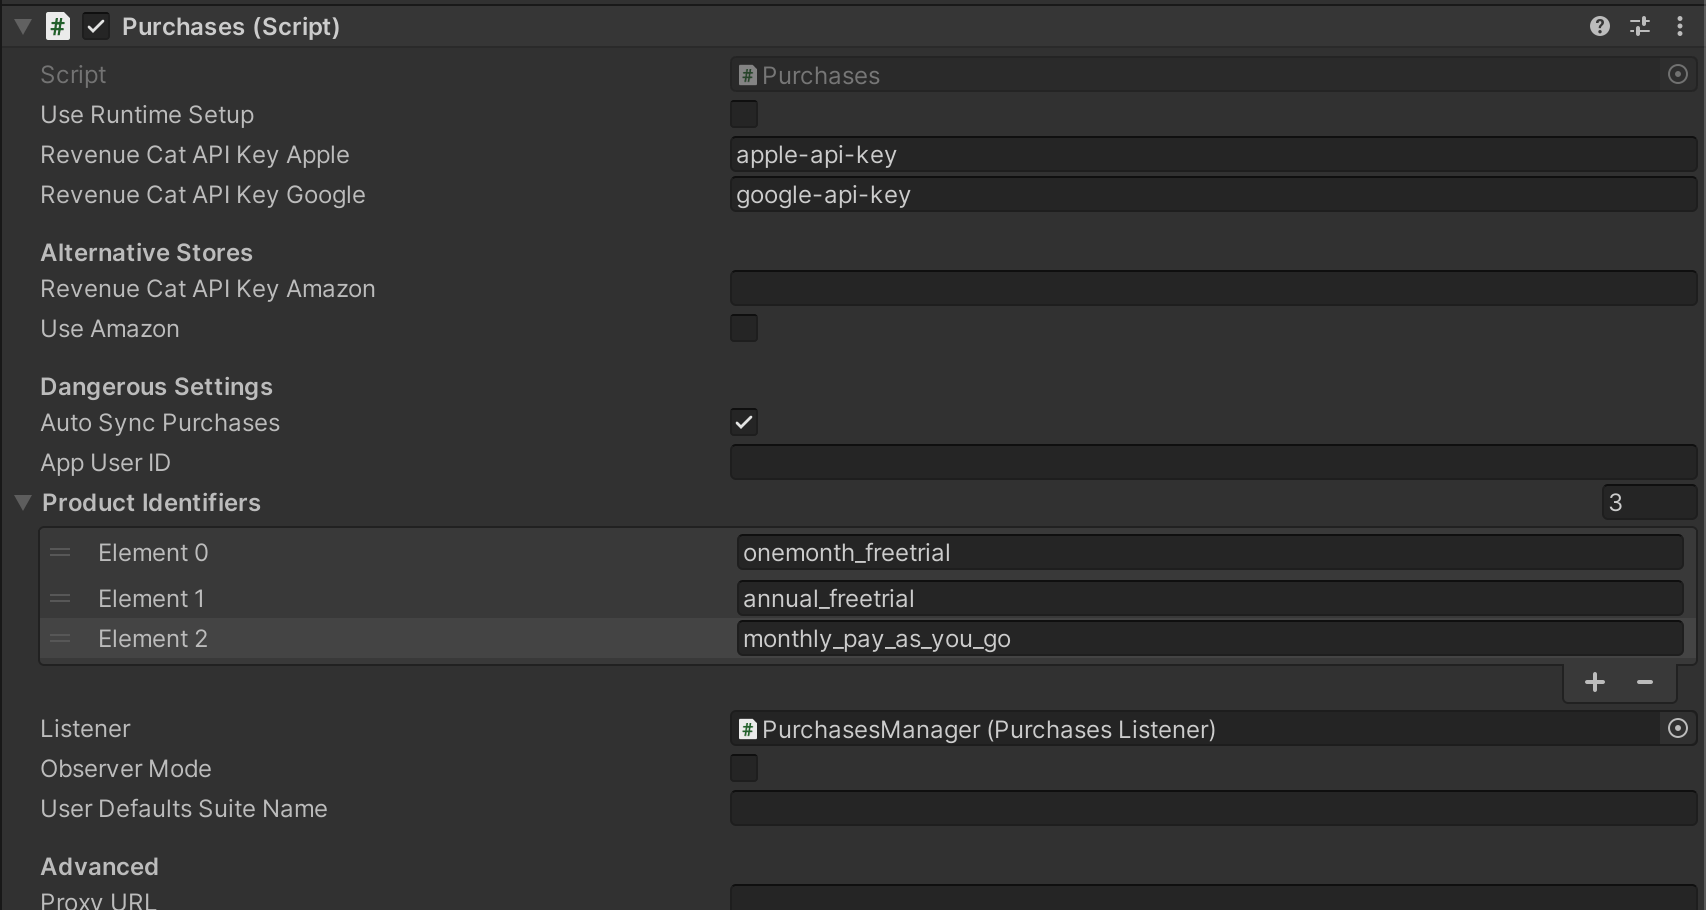 Purchases (Script)
Script Purchases
Use Runtime Setup
Revenue Cat API Key Apple apple-api-key
Revenue Cat API Key Google google-api-key
Alternative Stores
Revenue Cat API Key Amazon
Use Amazon
Dangerous Settings
Auto Sync Purchases
App User ID
Product Identifiers 3
Element 0 onemonth_freetrial
Element 1 annual_freetrial
Element 2 monthly_pay_as_you_go
Listener PurchasesManager (Purchases Listener)
Observer Mode
User Defaults Suite Name
Advanced
Proxy URL